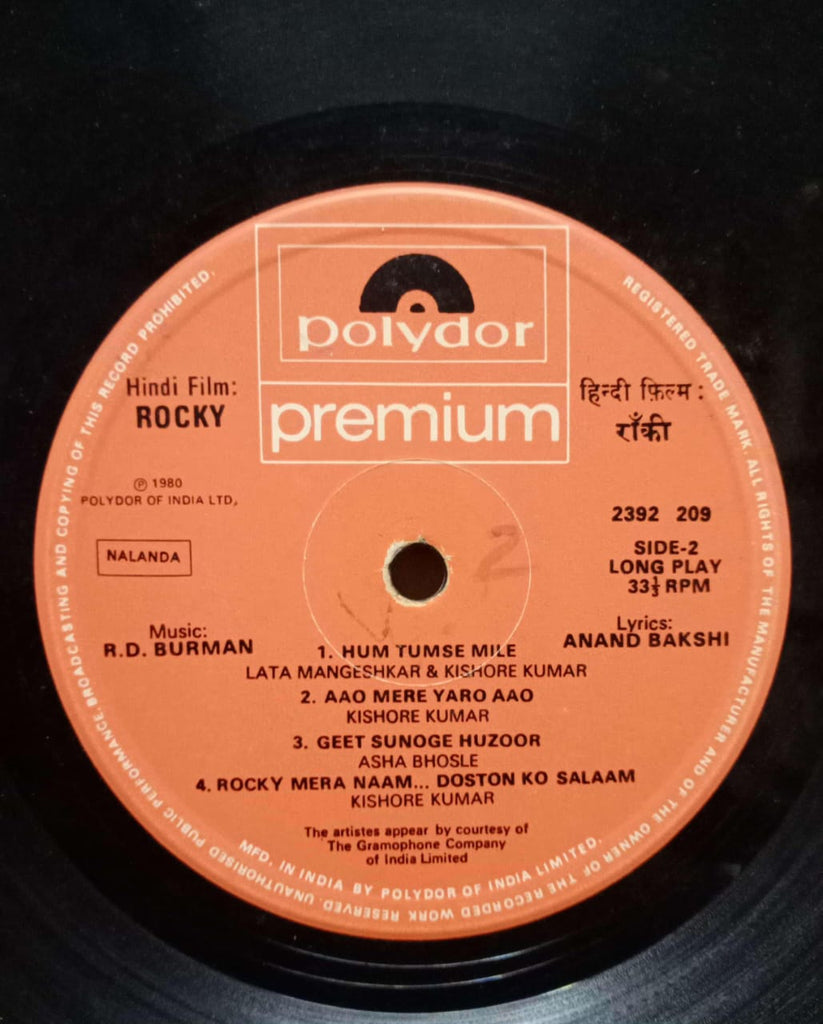 polydor
premium
Hindi Film:
ROCKY
हिन्दी फ़िल्म :
रॉंकी
℗ 1980
POLYDOR OF INDIA LTD,
NALANDA
2392 209
SIDE-2
LONG PLAY
33⅓ RPM
2
Music:
R.D. BURMAN
Lyrics:
ANAND BAKSHI
1. HUM TUMSE MILE
LATA MANGESHKAR & KISHORE KUMAR
2. AAO MERE YARO AAO
KISHORE KUMAR
3. GEET SUNOGE HUZOOR
ASHA BHOSLE
4. ROCKY MERA NAAM... DOSTON KO SALAAM
KISHORE KUMAR
The artistes appear by courtesy of
The Gramophone Company
of India Limited
MFD. IN INDIA BY POLYDOR OF INDIA LIMITED.
REGISTERED TRADE MARK. ALL RIGHTS OF THE MANUFACTURER AND OF THE OWNER OF THE RECORDED WORK RESERVED. UNAUTHORISED PUBLIC PERFORMANCE. BROADCASTING AND COPYING OF THIS RECORD PROHIBITED.